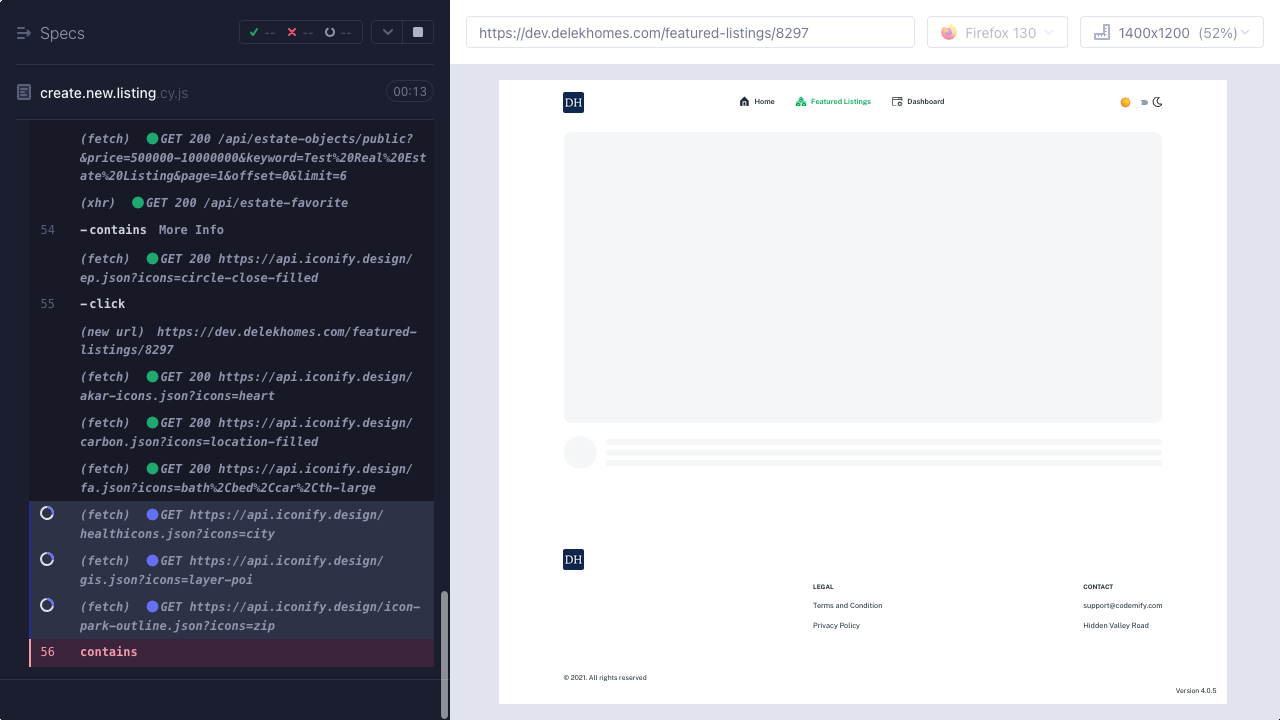 Specs
-- -- --
create.new.listing.cy.js
00:13
(fetch) GET 200 /api/estate-objects/public?
&price=500000-10000000&keyword=Test%20Real%20Est
ate%20Listing&page=1&offset=0&limit=6
(xhr) GET 200 /api/estate-favorite
54 -contains More Info
(fetch) GET 200 https://api.iconify.design/
ep.json?icons=circle-close-filled
55 -click
(new url) https://dev.delekhomes.com/featured-
listings/8297
(fetch) GET 200 https://api.iconify.design/
akar-icons.json?icons=heart
(fetch) GET 200 https://api.iconify.design/
carbon.json?icons=location-filled
(fetch) GET 200 https://api.iconify.design/
fa.json?icons=bath%2Cbed%2Ccar%2Cth-large
(fetch) GET https://api.iconify.design/
healthicons.json?icons=city
(fetch) GET https://api.iconify.design/
gis.json?icons=layer-poi
(fetch) GET https://api.iconify.design/icon-
park-outline.json?icons=zip
56 contains
https://dev.delekhomes.com/featured-listings/8297
Firefox 130
1400x1200 (52%)
DH
Home
Featured Listings
Dashboard
DH
LEGAL
Terms and Condition
Privacy Policy
CONTACT
support@codemify.com
Hidden Valley Road
© 2021. All rights reserved
Version 4.0.5